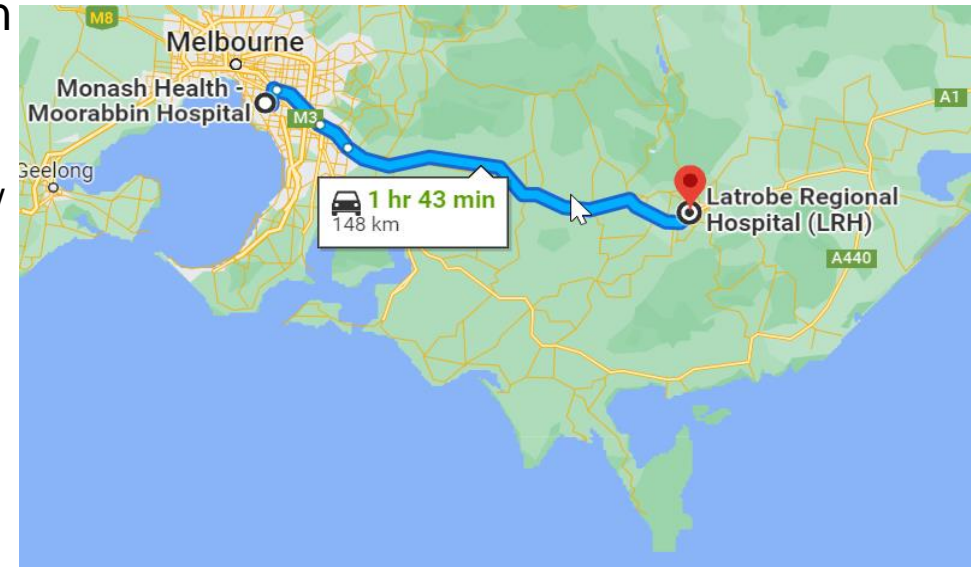 n
M8
Melbourne
Monash Health -
Moorabbin Hospital
M3
A1
Geelong
y
1 hr 43 min
148 km
Latrobe Regional
Hospital (LRH)
A440